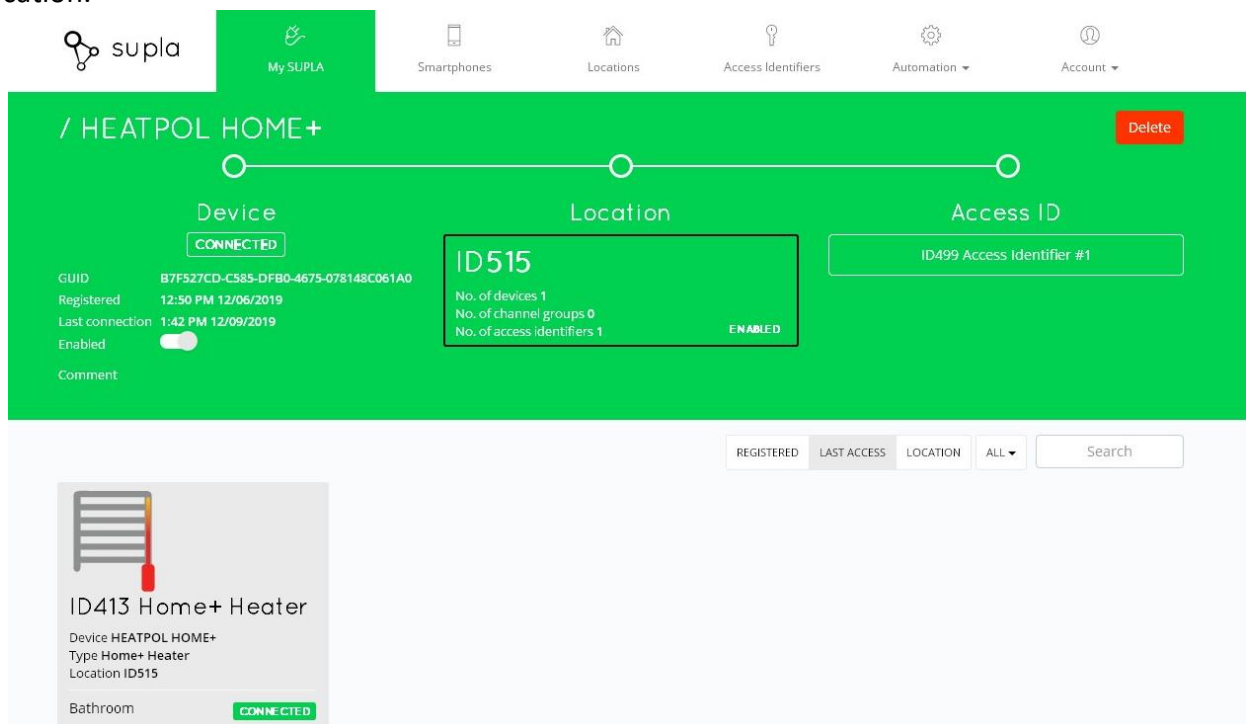 cation.
supla
My SUPLA
Smartphones
Locations
Access Identifiers
Automation
Account
/ HEATPOL HOME+
Delete
Device
CONNECTED
GUID B7F527CD-C585-DFB0-4675-078148C061A0
Registered 12:50 PM 12/06/2019
Last connection 1:42 PM 12/09/2019
Enabled
Comment
Location
ID515
No. of devices 1
No. of channel groups 0
No. of access identifiers 1
ENABLED
Access ID
ID499 Access Identifier #1
REGISTERED
LAST ACCESS
LOCATION
ALL
Search
ID413 Home+ Heater
Device HEATPOL HOME+
Type Home+ Heater
Location ID515
Bathroom
CONNECTED